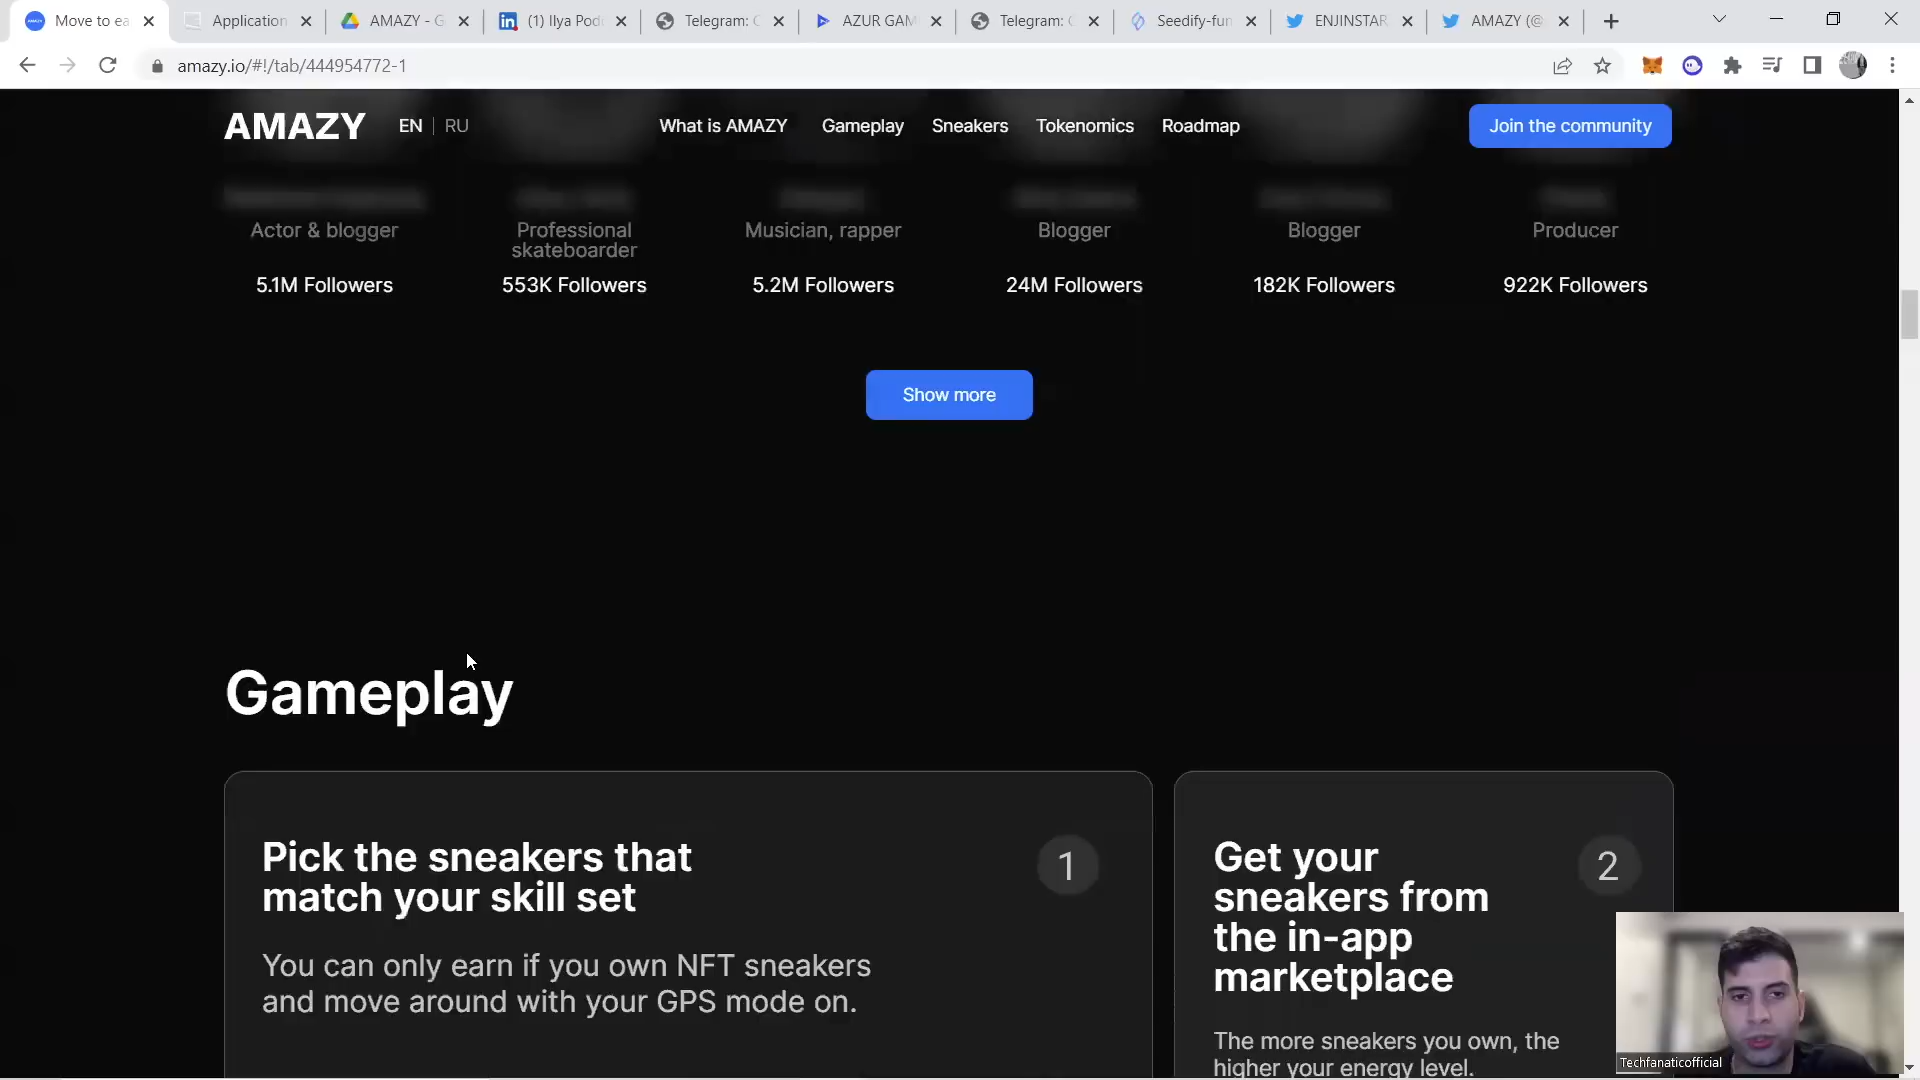 Move to ea
Application
AMAZY - G
(1) Ilya Pod
Telegram: C
AZUR GAM
Telegram: C
Seedify-fun
ENJINSTAR
AMAZY (@
amazy.io/#!/tab/444954772-1
AMAZY
EN | RU
What is AMAZY
Gameplay
Sneakers
Tokenomics
Roadmap
Join the community
Actor & blogger
5.1M Followers
Professional
skateboarder
553K Followers
Musician, rapper
5.2M Followers
Blogger
24M Followers
Blogger
182K Followers
Producer
922K Followers
Show more
Gameplay
Pick the sneakers that
match your skill set
1
You can only earn if you own NFT sneakers
and move around with your GPS mode on.
Get your
sneakers from
the in-app
marketplace
2
The more sneakers you own, the
higher your energy level.
Techfanaticofficial